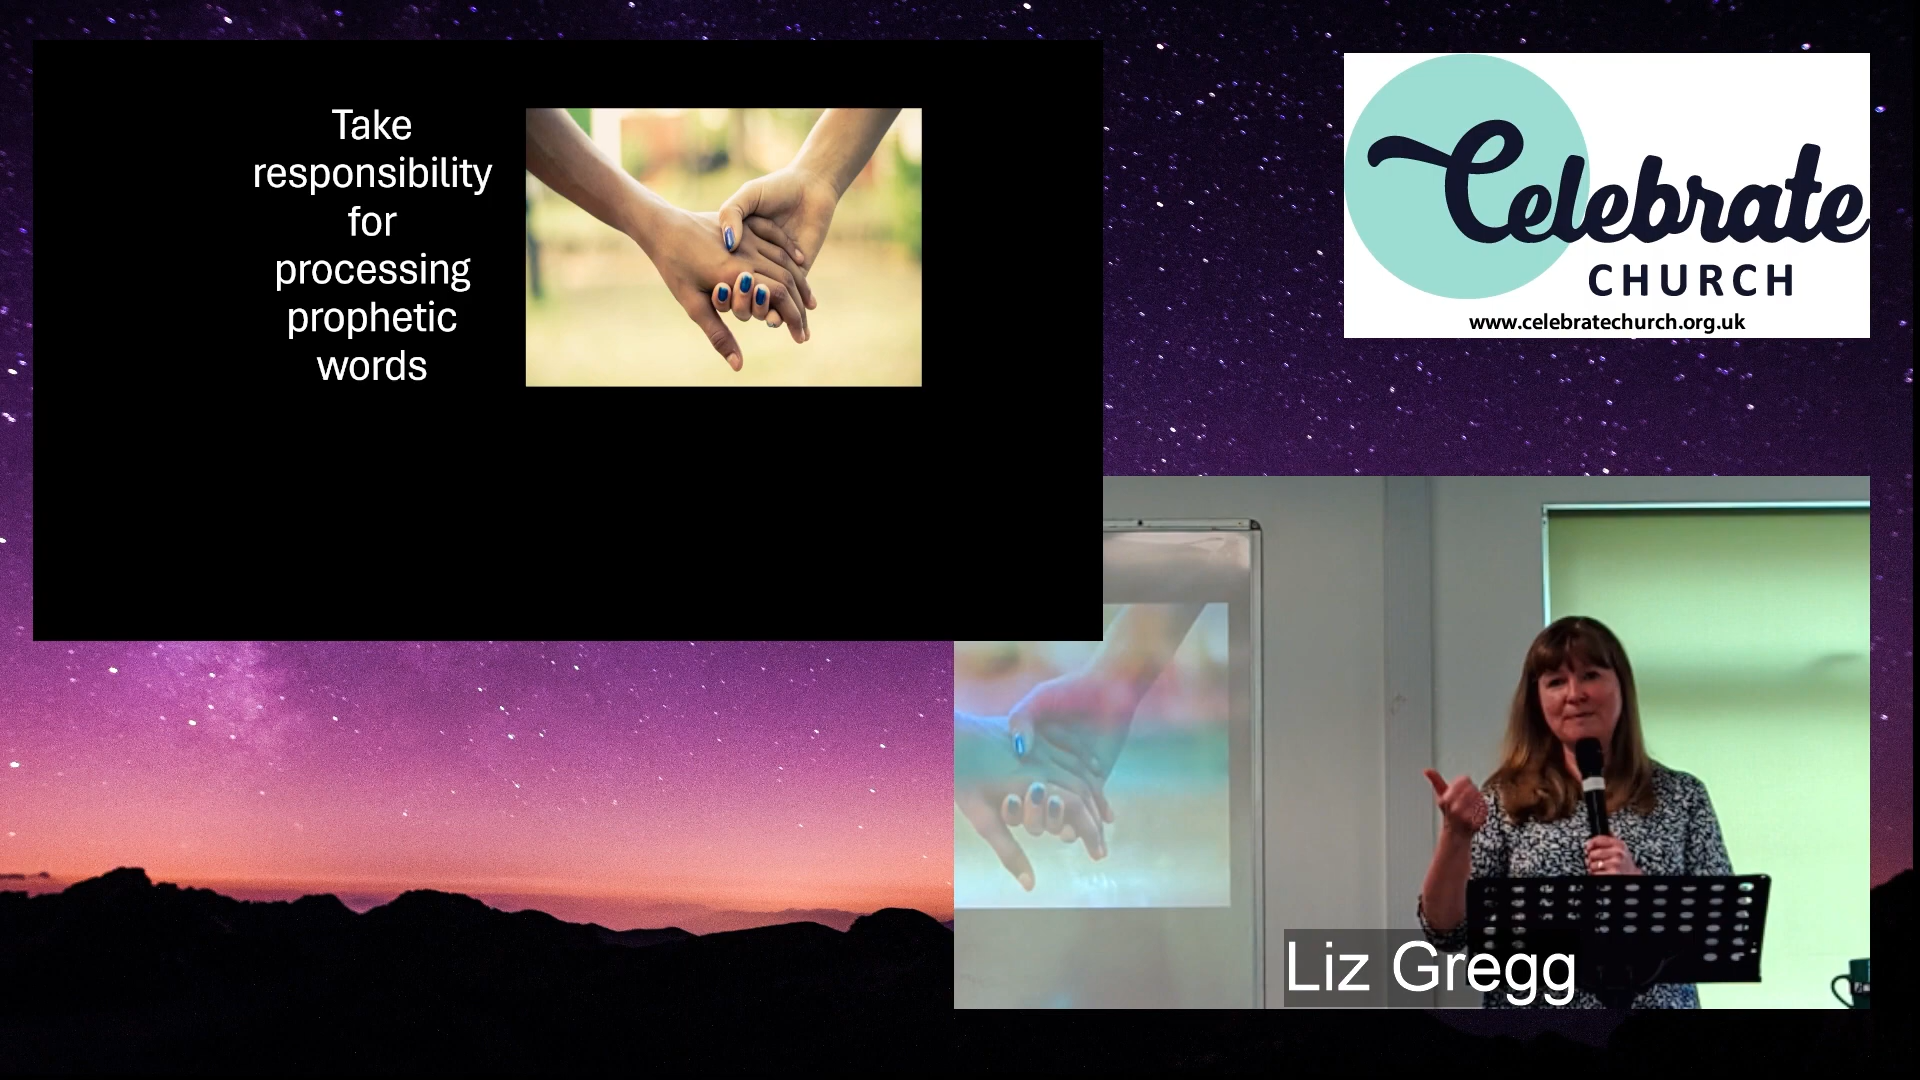 Take
responsibility
for
processing
prophetic
words
Celebrate
CHURCH
www.celebratechurch.org.uk
Liz Gregg